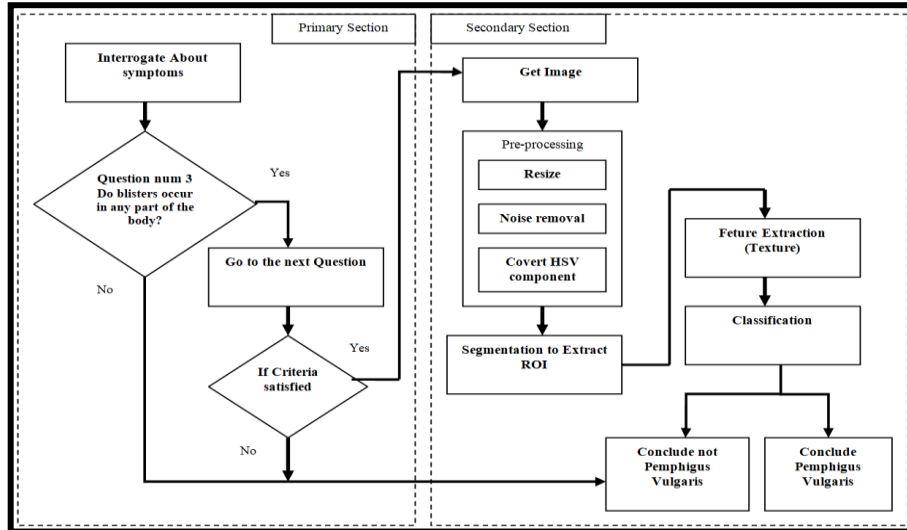 Primary Section
Interrogate About
symptoms
Question num 3
Do blisters occur
in any part of the
body?
Yes
No
Go to the next Question
If Criteria
satisfied
Yes
No
Secondary Section
Get Image
Pre-processing
Resize
Noise removal
Covert HSV
component
Segmentation to Extract
ROI
Feture Extraction
(Texture)
Classification
Conclude not
Pemphigus
Vulgaris
Conclude
Pemphigus
Vulgaris